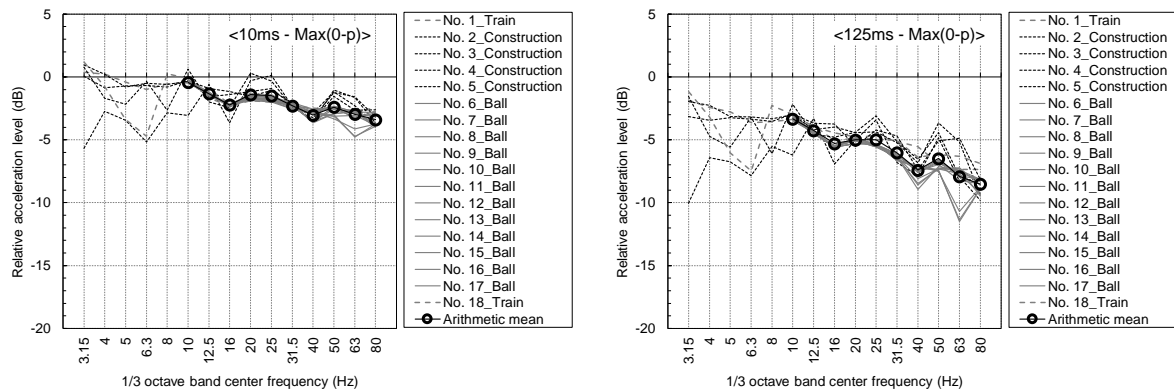 5
0
-5
-10
-15
-20
Relative acceleration level (dB)
<10ms - Max(0-p)>
3.15
4
5
6.3
8
10
12.5
16
20
25
31.5
40
50
63
80
1/3 octave band center frequency (Hz)
No. 1_Train
No. 2_Construction
No. 3_Construction
No. 4_Construction
No. 5_Construction
No. 6_Ball
No. 7_Ball
No. 8_Ball
No. 9_Ball
No. 10_Ball
No. 11_Ball
No. 12_Ball
No. 13_Ball
No. 14_Ball
No. 15_Ball
No. 16_Ball
No. 17_Ball
No. 18_Train
Arithmetic mean
5
0
-5
-10
-15
-20
Relative acceleration level (dB)
<125ms - Max(0-p)>
3.15
4
5
6.3
8
10
12.5
16
20
25
31.5
40
50
63
80
1/3 octave band center frequency (Hz)
No. 1_Train
No. 2_Construction
No. 3_Construction
No. 4_Construction
No. 5_Construction
No. 6_Ball
No. 7_Ball
No. 8_Ball
No. 9_Ball
No. 10_Ball
No. 11_Ball
No. 12_Ball
No. 13_Ball
No. 14_Ball
No. 15_Ball
No. 16_Ball
No. 17_Ball
No. 18_Train
Arithmetic mean